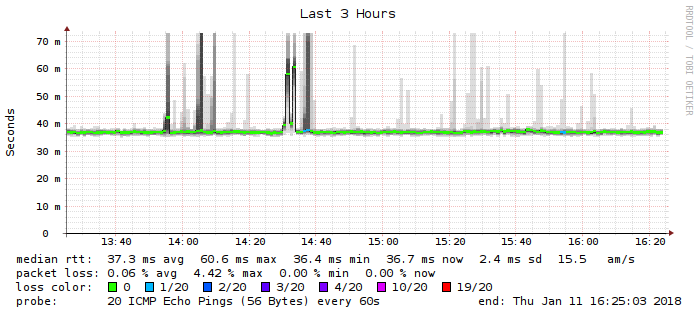 Last 3 Hours
RRDTOOL / TOBI OETIKER
Seconds
70 m
60 m
50 m
40 m
30 m
20 m
10 m
0
13:40 14:00 14:20 14:40 15:00 15:20 15:40 16:00 16:20
median rtt: 37.3 ms avg 60.6 ms max 36.4 ms min 36.7 ms now 2.4 ms sd 15.5 am/s
packet loss: 0.06 % avg 4.42 % max 0.00 % min 0.00 % now
loss color: 0 1/20 2/20 3/20 4/20 10/20 19/20
probe: 20 ICMP Echo Pings (56 Bytes) every 60s end: Thu Jan 11 16:25:03 2018